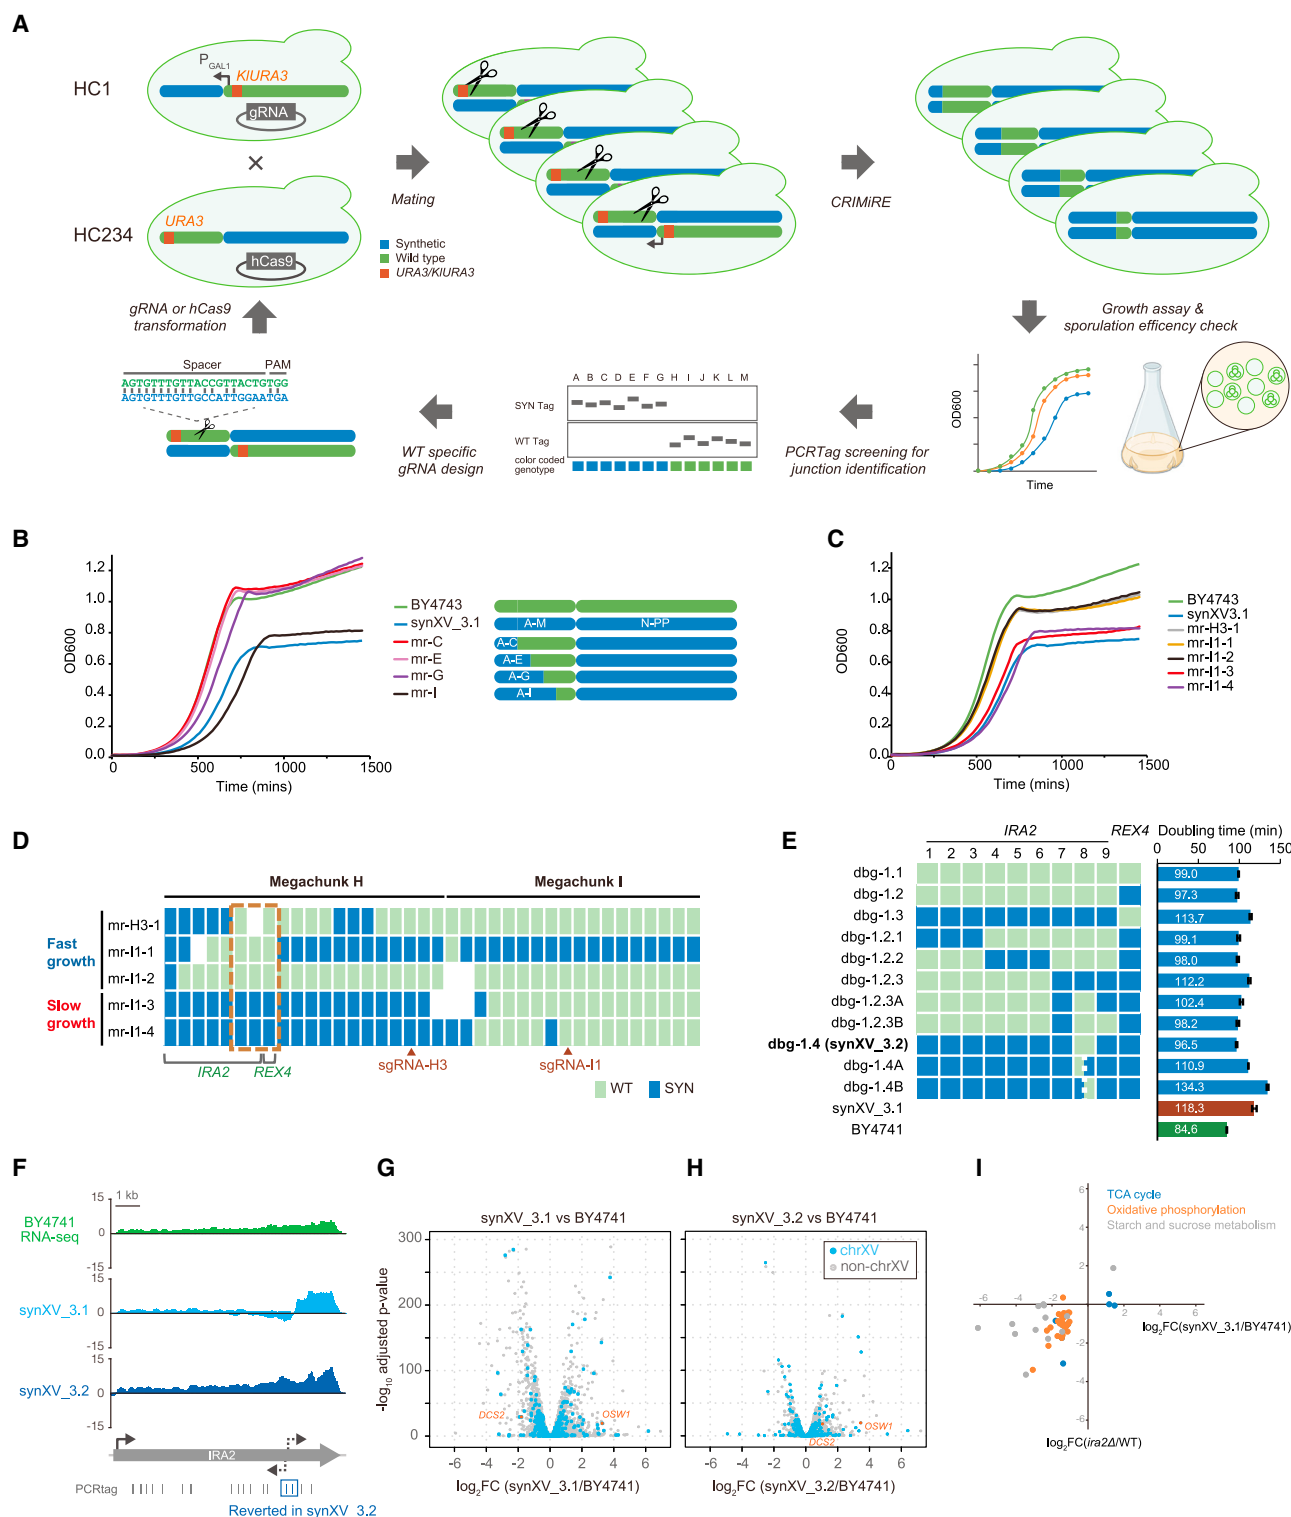 A
HC1
P GAL1
KlURA3
gRNA
×
HC234
URA3
hCas9
Mating
Synthetic
Wild type
URA3/KlURA3
CRIMiRE
gRNA or hCas9
transformation
Spacer
PAM
AGTGTTTGTTACCGTTACTGTGG
AGTGTTTGTTGCCATTGGAATGA
WT specific
gRNA design
A B C D E F G H I J K L M
SYN Tag
WT Tag
color coded
genotype
PCRTag screening for
junction identification
Growth assay &
sporulation efficency check
OD600
Time
B
OD600
1.2
1.0
0.8
0.6
0.4
0.2
0.0
0 500 1000 1500
Time (mins)
BY4743
synXV_3.1
mr-C
mr-E
mr-G
mr-I
A-M
N-PP
A-C
A-E
A-G
A-I
C
OD600
1.2
1.0
0.8
0.6
0.4
0.2
0.0
0 500 1000 1500
Time (mins)
BY4743
synXV3.1
mr-H3-1
mr-I1-1
mr-I1-2
mr-I1-3
mr-I1-4
D
Megachunk H
Megachunk I
Fast
growth
Slow
growth
mr-H3-1
mr-I1-1
mr-I1-2
mr-I1-3
mr-I1-4
IRA2
REX4
sgRNA-H3
sgRNA-I1
WT
SYN
E
IRA2
REX4
Doubling time (min)
1 2 3 4 5 6 7 8 9
0 50 100 150
dbg-1.1 99.0
dbg-1.2 97.3
dbg-1.3 113.7
dbg-1.2.1 99.1
dbg-1.2.2 98.0
dbg-1.2.3 112.2
dbg-1.2.3A 102.4
dbg-1.2.3B 98.2
dbg-1.4 (synXV_3.2) 96.5
dbg-1.4A 110.9
dbg-1.4B 134.3
synXV_3.1 118.3
BY4741 84.6
F
1 kb
BY4741
RNA-seq
15
0
-15
synXV_3.1
15
0
-15
synXV_3.2
15
0
-15
IRA2
PCRtag
Reverted in synXV_3.2
G
synXV_3.1 vs BY4741
-log10 adjusted p-value
300
200
100
0
DCS2
OSW1
-6 -4 -2 0 2 4 6
log2FC (synXV_3.1/BY4741)
H
synXV_3.2 vs BY4741
chrXV
non-chrXV
OSW1
DCS2
-6 -4 -2 0 2 4 6
log2FC (synXV_3.2/BY4741)
I
TCA cycle
Oxidative phosphorylation
Starch and sucrose metabolism
6
4
2
-6 -4 -2
2 4 6
log2FC(synXV_3.1/BY4741)
-2
-4
-6
log2FC(ira2Δ/WT)